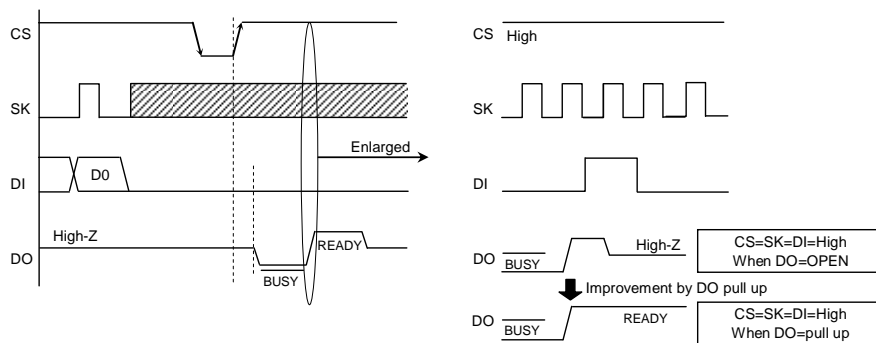 CS
SK
DI
D0
High-Z
DO
BUSY
READY
Enlarged
CS High
SK
DI
DO
BUSY
High-Z
CS=SK=DI=High
When DO=OPEN
Improvement by DO pull up
DO
BUSY
READY
CS=SK=DI=High
When DO=pull up